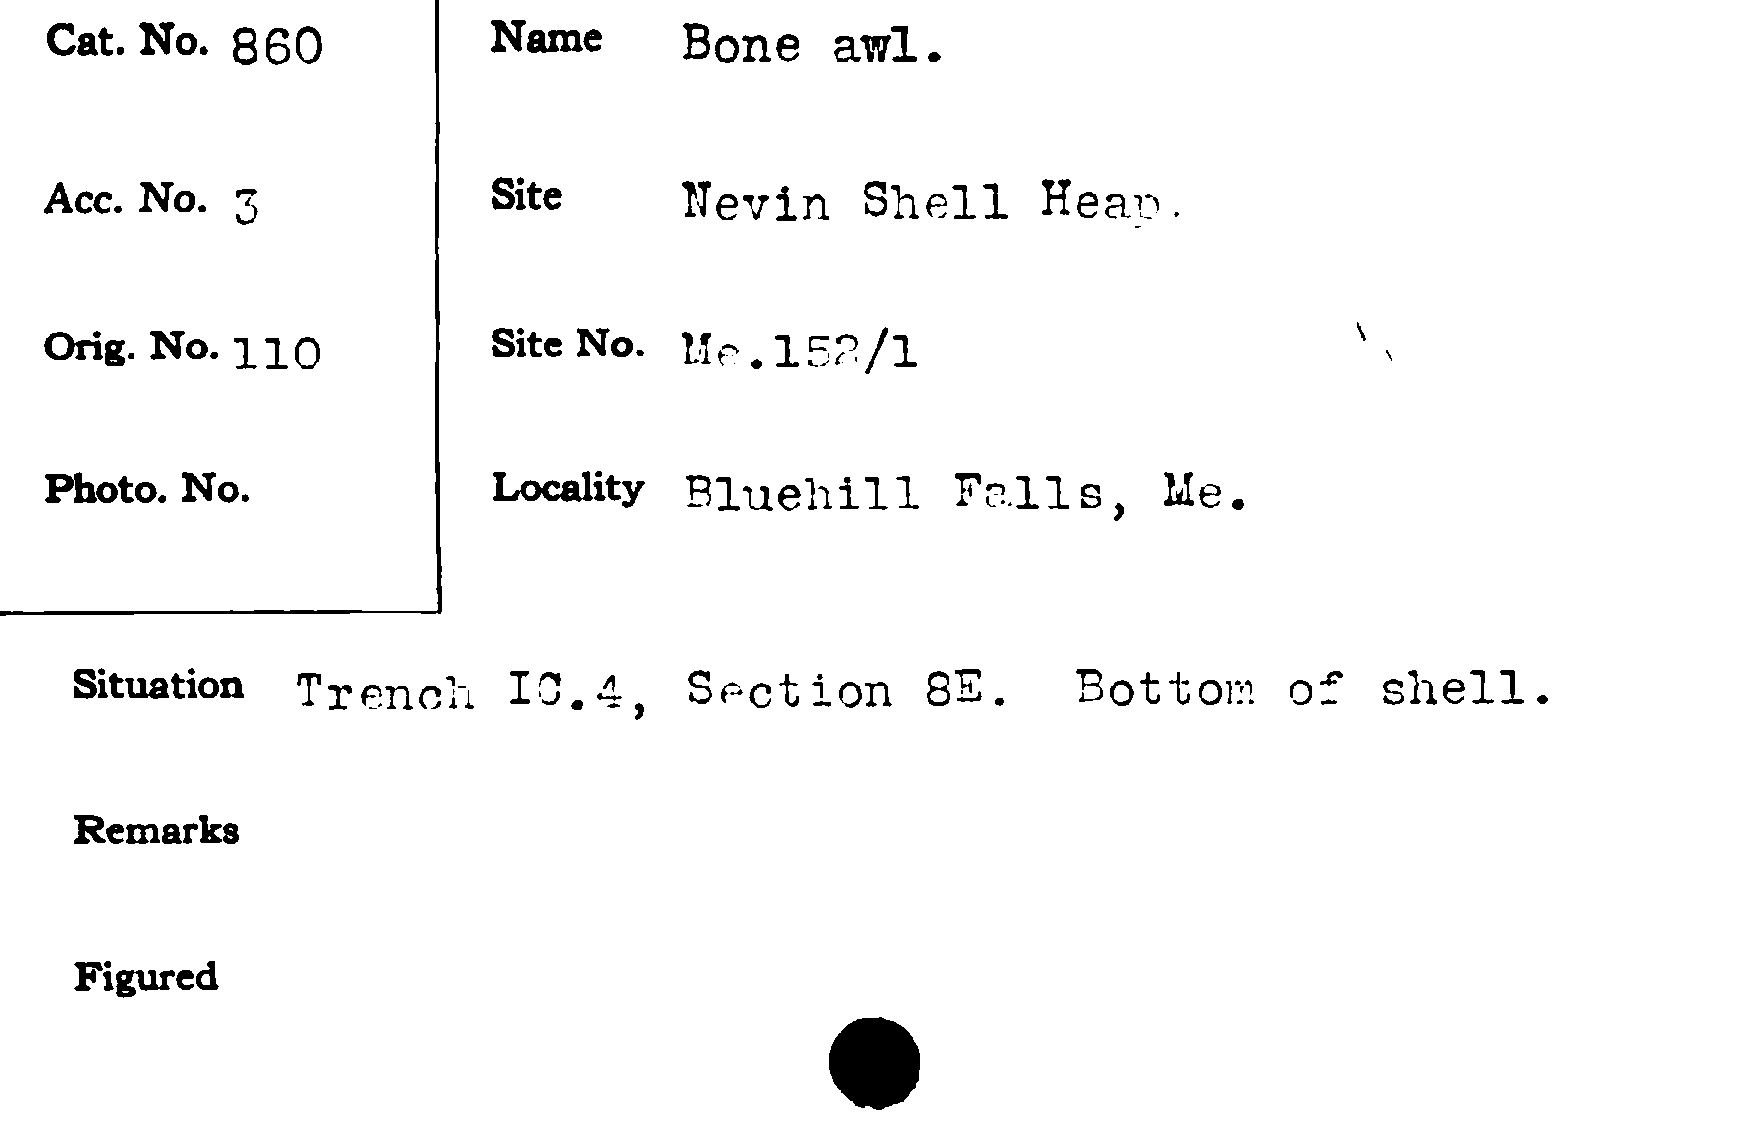 Cat. No. 860
Name Bone awl.
Acc. No. 3
Site Nevin Shell Heap.
Orig. No. 110
Site No. Me.152/1
Photo. No.
Locality Bluehill Falls, Me.
Situation Trench IC.4, Section 8E. Bottom of shell.
Remarks
Figured